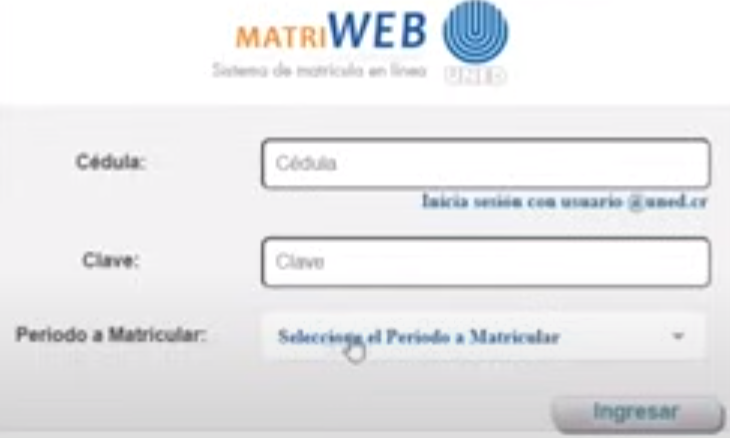 MATRIWEB
Sistema de matrícula en línea
UNED
Cédula:
Cédula
Inicia sesión con usuario @uned.cr
Clave:
Clave
Periodo a Matricular:
Seleccione el Periodo a Matricular
Ingresar